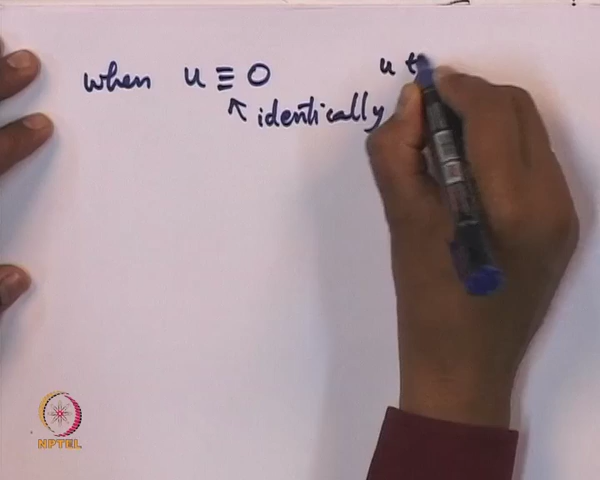 when u ≡ 0 u t
↖ identically
NPTEL